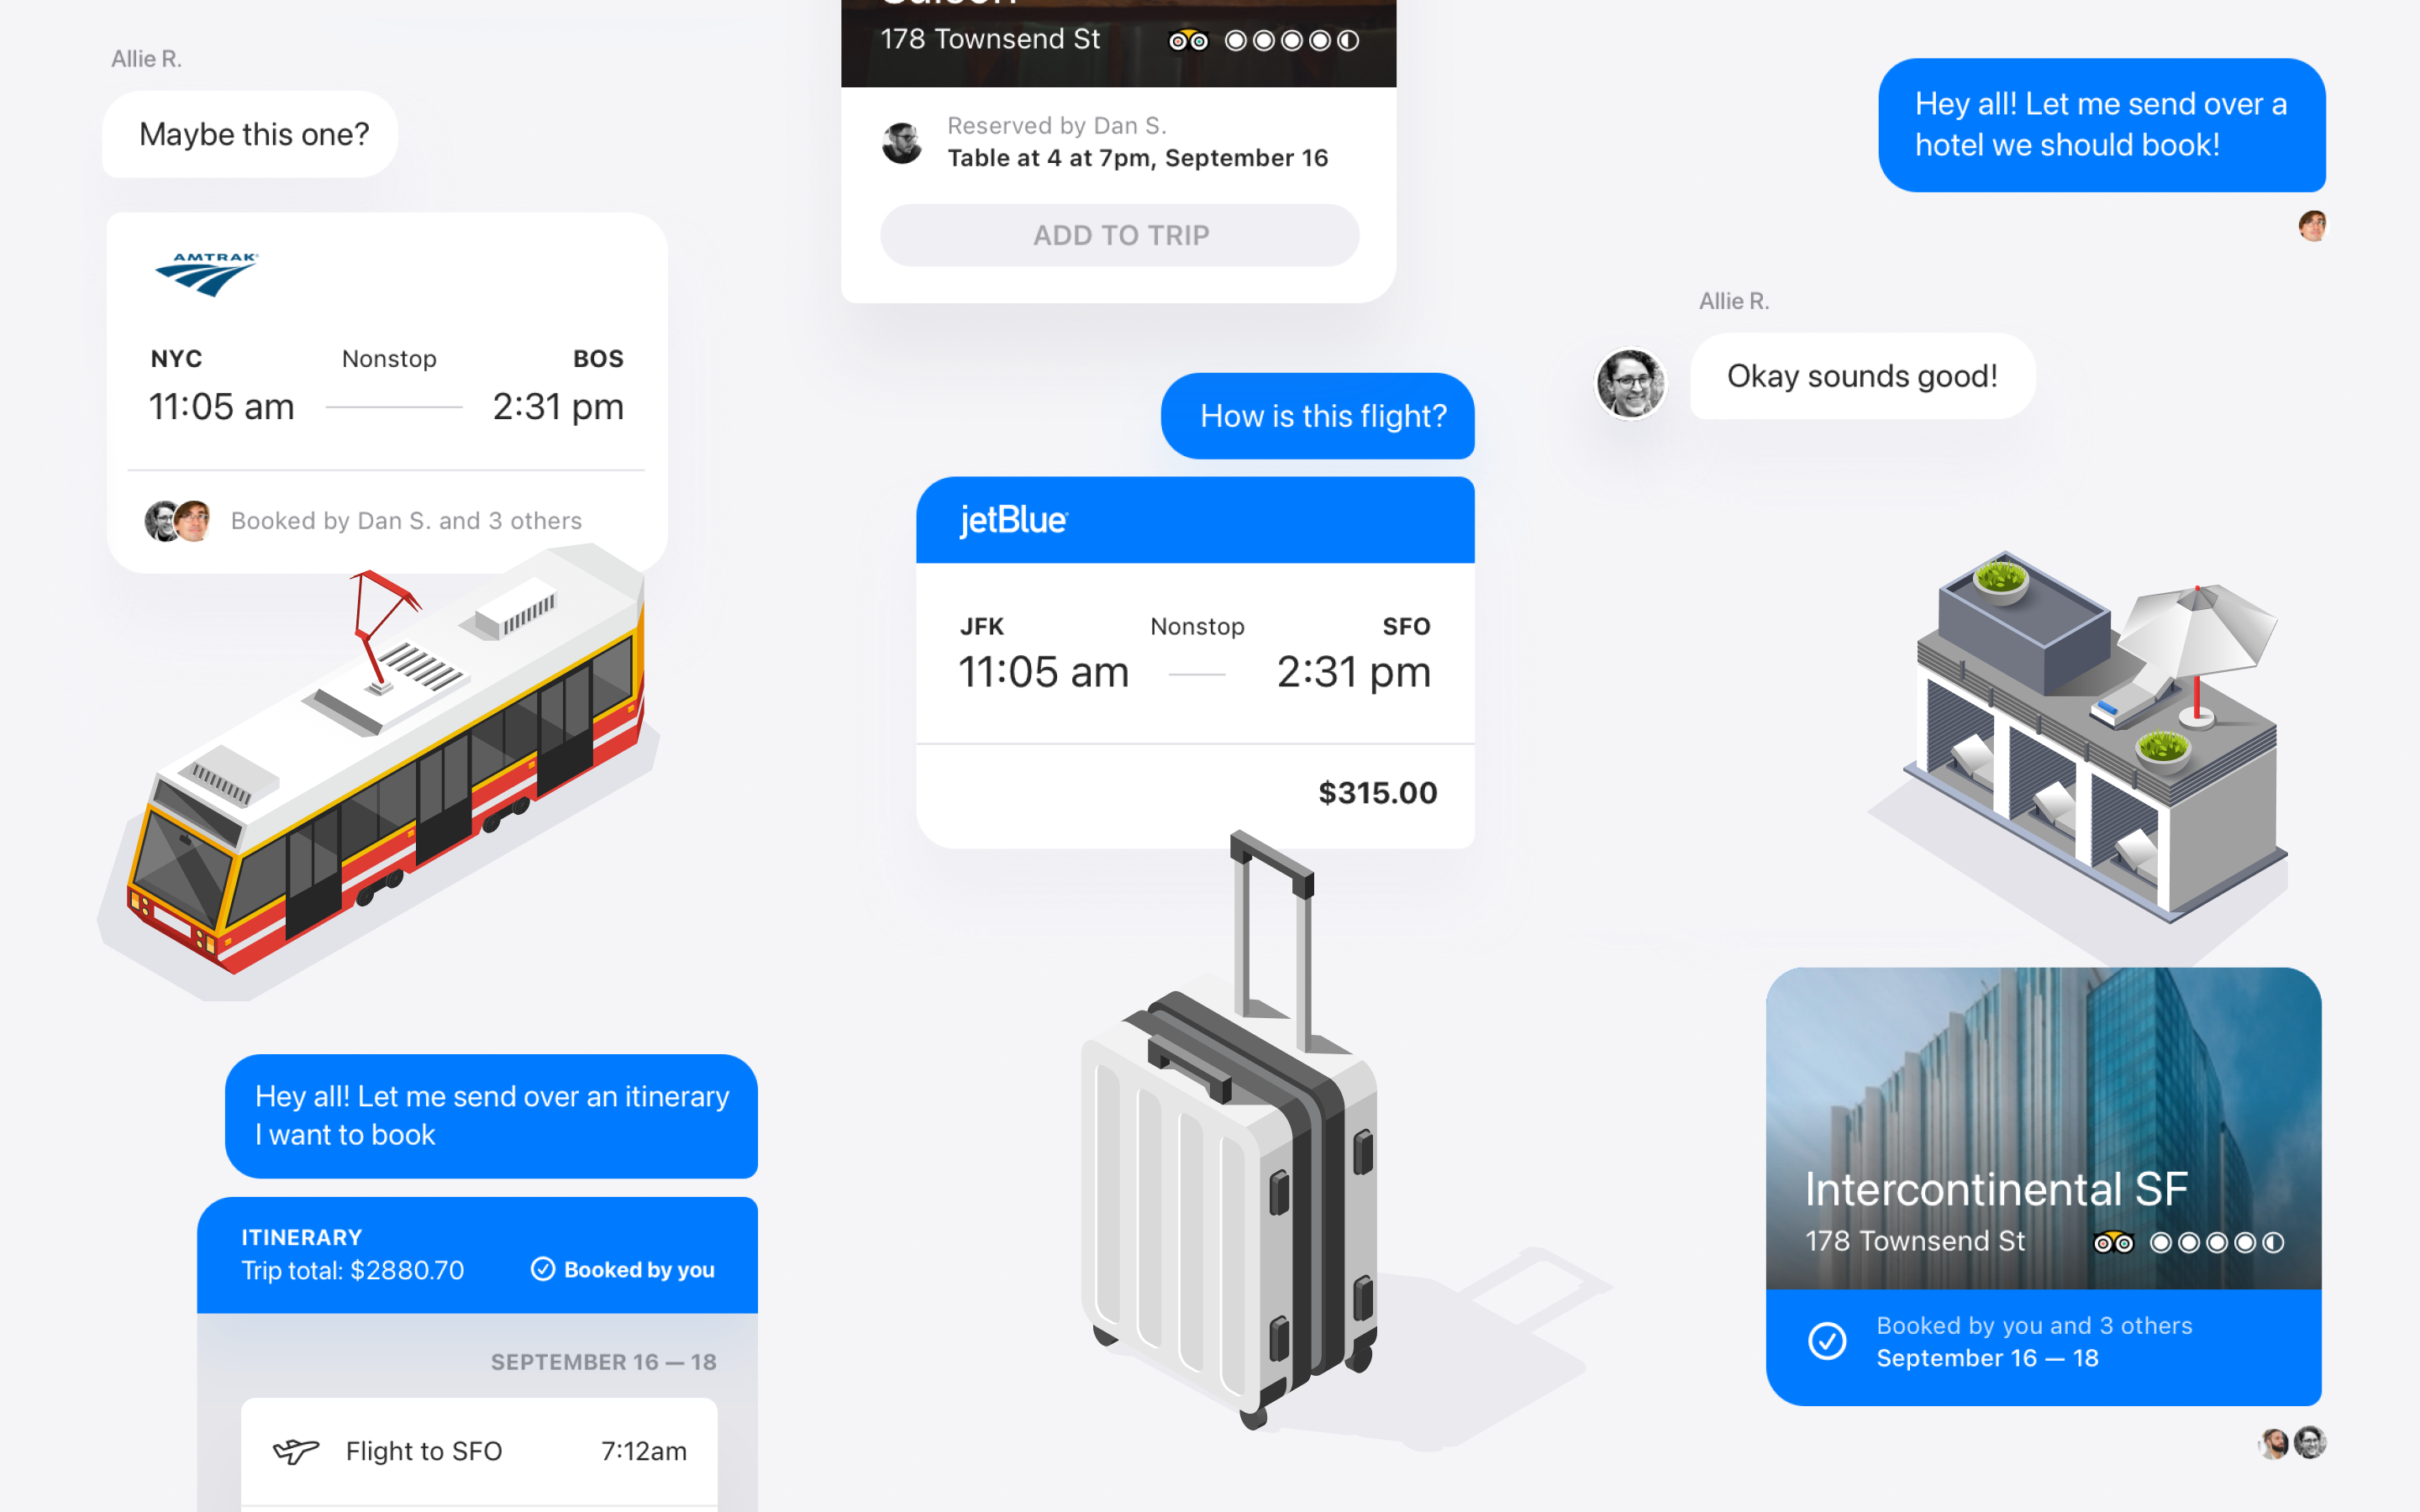 Allie R.
Maybe this one?
AMTRAK
NYC Nonstop BOS
11:05 am 2:31 pm
Booked by Dan S. and 3 others
Hey all! Let me send over an itinerary
I want to book
ITINERARY
Trip total: $2880.70 Booked by you
SEPTEMBER 16 — 18
Flight to SFO 7:12am
178 Townsend St
Reserved by Dan S.
Table at 4 at 7pm, September 16
ADD TO TRIP
How is this flight?
jetBlue
JFK Nonstop SFO
11:05 am 2:31 pm
$315.00
Hey all! Let me send over a
hotel we should book!
Allie R.
Okay sounds good!
Intercontinental SF
178 Townsend St
Booked by you and 3 others
September 16 — 18